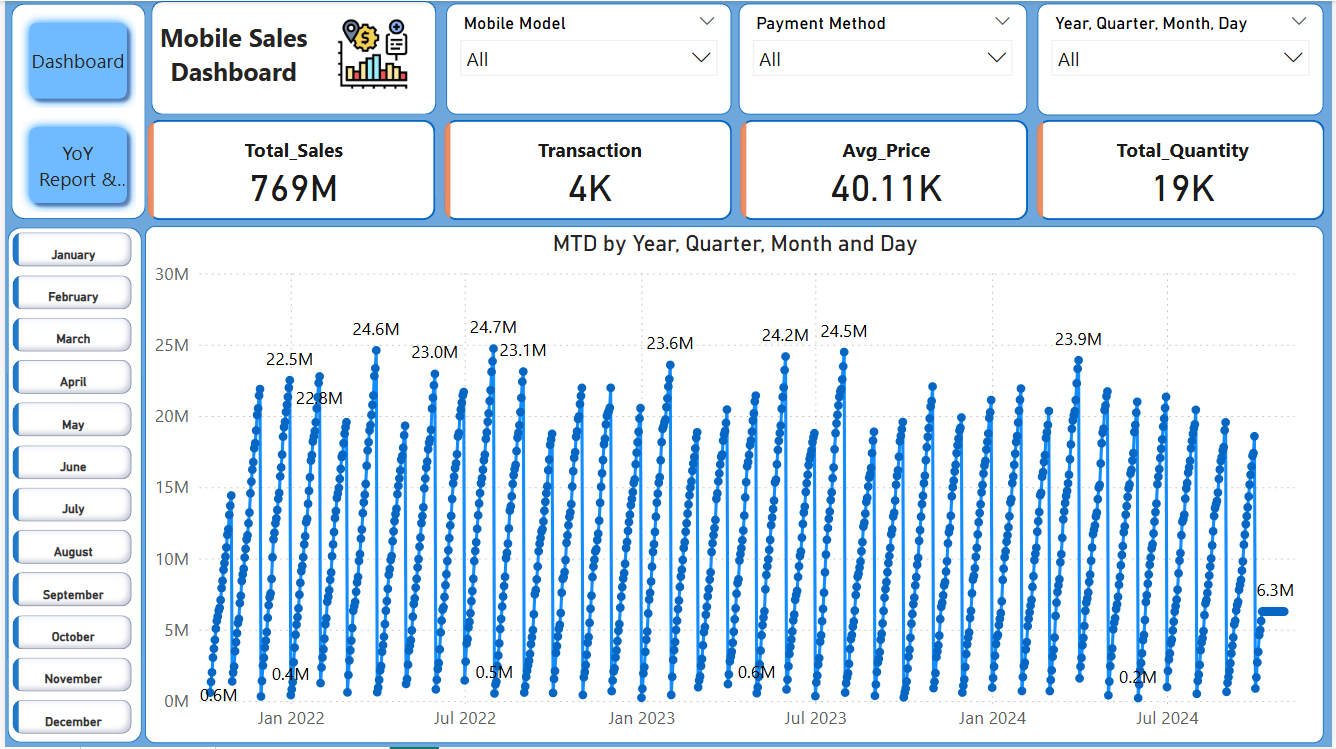 Dashboard
YoY
Report &..
Mobile Sales
Dashboard
Mobile Model
All
Payment Method
All
Year, Quarter, Month, Day
All
Total_Sales
769M
Transaction
4K
Avg_Price
40.11K
Total_Quantity
19K
January
February
March
April
May
June
July
August
September
October
November
December
MTD by Year, Quarter, Month and Day
30M
25M
20M
15M
10M
5M
0M
0.6M
22.5M
0.4M
22.8M
24.6M
23.0M
24.7M
0.5M
23.1M
23.6M
0.6M
24.2M
24.5M
23.9M
0.2M
6.3M
Jan 2022
Jul 2022
Jan 2023
Jul 2023
Jan 2024
Jul 2024